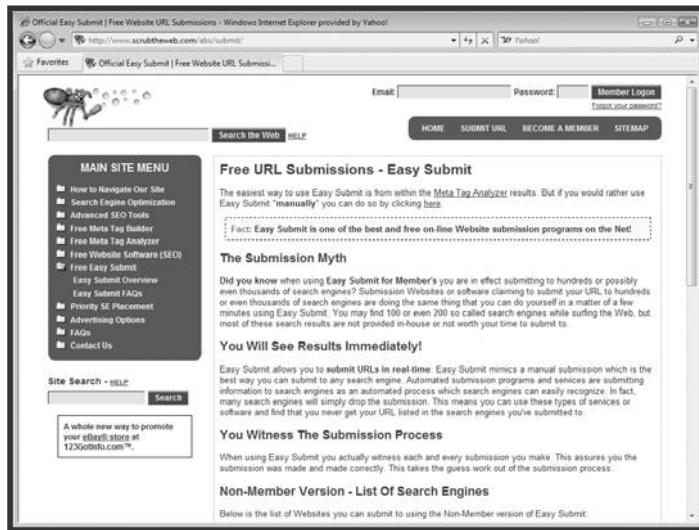 Official Easy Submit | Free Website URL Submissions - Windows Internet Explorer provided by Yahoo!
http://www.scrubtheweb.com/abs/submit/
Yahoo!
Favorites
Official Easy Submit | Free Website URL Submissi...
Email:
Password:
Member Logon
Forgot your password?
Search the Web HELP
HOME SUBMIT URL BECOME A MEMBER SITEMAP
MAIN SITE MENU
How to Navigate Our Site
Search Engine Optimization
Advanced SEO Tools
Free Meta Tag Builder
Free Meta Tag Analyzer
Free Website Software (SEO)
Free Easy Submit
Easy Submit Overview
Easy Submit FAQs
Priority SE Placement
Advertising Options
FAQs
Contact Us
Site Search - HELP
Search
A whole new way to promote
your eBay® store at
123GotInfo.com™.
Free URL Submissions - Easy Submit
The easiest way to use Easy Submit is from within the Meta Tag Analyzer results. But if you would rather use
Easy Submit "manually" you can do so by clicking here.
Fact: Easy Submit is one of the best and free on-line Website submission programs on the Net!
The Submission Myth
Did you know when using Easy Submit for Member's you are in effect submitting to hundreds or possibly
even thousands of search engines? Submission Websites or software claiming to submit your URL to hundreds
or even thousands of search engines are doing the same thing that you can do yourself in a matter of a few
minutes using Easy Submit. You may find 100 or even 200 so called search engines while surfing the Web, but
most of these search results are not provided in-house or not worth your time to submit to.
You Will See Results Immediately!
Easy Submit allows you to submit URLs in real-time. Easy Submit mimics a manual submission which is the
best way you can submit to any search engine. Automated submission programs and services are submitting
information to search engines as an automated process which search engines can easily recognize. In fact,
many search engines will simply drop the submission. This means you can use these types of services or
software and find that you never get your URL listed in the search engines you've submitted to.
You Witness The Submission Process
When using Easy Submit you actually witness each and every submission you make. This assures you the
submission was made and made correctly. This takes the guess work out of the submission process.
Non-Member Version - List Of Search Engines
Below is the list of Websites you can submit to using the Non-Member version of Easy Submit: